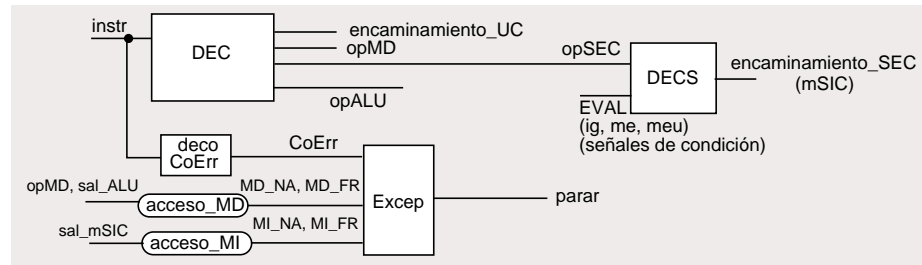 instr
DEC
encaminamiento_UC
opMD
opSEC
opALU
DECS
encaminamiento_SEC
(mSIC)
EVAL
(ig, me, meu)
(señales de condición)
deco
CoErr
CoErr
opMD, sal_ALU
acceso_MD
MD_NA, MD_FR
Excep
parar
sal_mSIC
acceso_MI
MI_NA, MI_FR